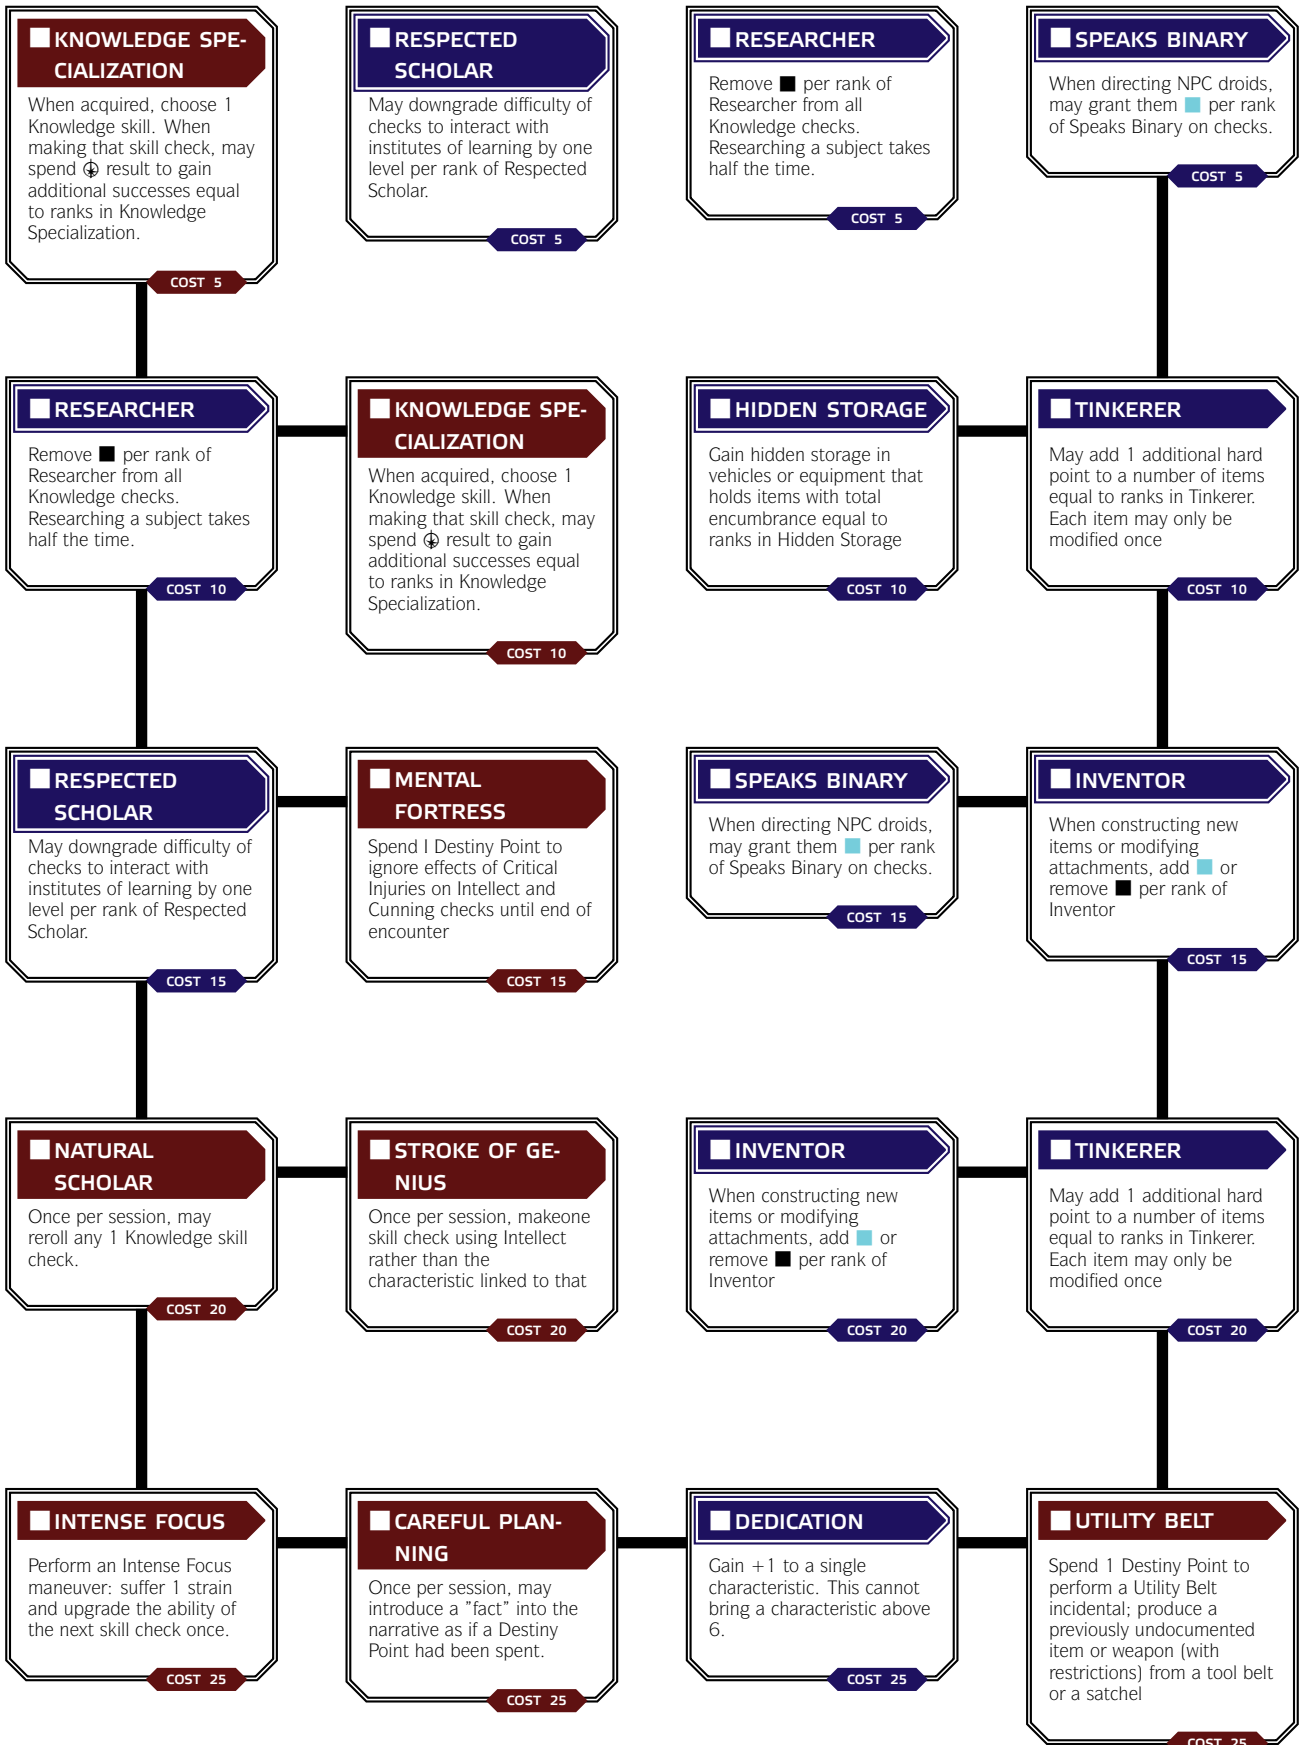 KNOWLEDGE SPE-
CIALIZATION
When acquired, choose 1
Knowledge skill. When
making that skill check, may
spend result to gain
additional successes equal
to ranks in Knowledge
Specialization.
COST 5
RESPECTED
SCHOLAR
May downgrade difficulty of
checks to interact with
institutes of learning by one
level per rank of Respected
Scholar.
COST 5
RESEARCHER
Remove per rank of
Researcher from all
Knowledge checks.
Researching a subject takes
half the time.
COST 5
SPEAKS BINARY
When directing NPC droids,
may grant them per rank
of Speaks Binary on checks.
COST 5
RESEARCHER
Remove per rank of
Researcher from all
Knowledge checks.
Researching a subject takes
half the time.
COST 10
KNOWLEDGE SPE-
CIALIZATION
When acquired, choose 1
Knowledge skill. When
making that skill check, may
spend result to gain
additional successes equal
to ranks in Knowledge
Specialization.
COST 10
HIDDEN STORAGE
Gain hidden storage in
vehicles or equipment that
holds items with total
encumbrance equal to
ranks in Hidden Storage
COST 10
TINKERER
May add 1 additional hard
point to a number of items
equal to ranks in Tinkerer.
Each item may only be
modified once
COST 10
RESPECTED
SCHOLAR
May downgrade difficulty of
checks to interact with
institutes of learning by one
level per rank of Respected
Scholar.
COST 15
MENTAL
FORTRESS
Spend I Destiny Point to
ignore effects of Critical
Injuries on Intellect and
Cunning checks until end of
encounter
COST 15
SPEAKS BINARY
When directing NPC droids,
may grant them per rank
of Speaks Binary on checks.
COST 15
INVENTOR
When constructing new
items or modifying
attachments, add or
remove per rank of
Inventor
COST 15
NATURAL
SCHOLAR
Once per session, may
reroll any 1 Knowledge skill
check.
COST 20
STROKE OF GE-
NIUS
Once per session, makeone
skill check using Intellect
rather than the
characteristic linked to that
COST 20
INVENTOR
When constructing new
items or modifying
attachments, add or
remove per rank of
Inventor
COST 20
TINKERER
May add 1 additional hard
point to a number of items
equal to ranks in Tinkerer.
Each item may only be
modified once
COST 20
INTENSE FOCUS
Perform an Intense Focus
maneuver: suffer 1 strain
and upgrade the ability of
the next skill check once.
COST 25
CAREFUL PLAN-
NING
Once per session, may
introduce a "fact" into the
narrative as if a Destiny
Point had been spent.
COST 25
DEDICATION
Gain +1 to a single
characteristic. This cannot
bring a characteristic above
6.
COST 25
UTILITY BELT
Spend 1 Destiny Point to
perform a Utility Belt
incidental; produce a
previously undocumented
item or weapon (with
restrictions) from a tool belt
or a satchel
COST 25